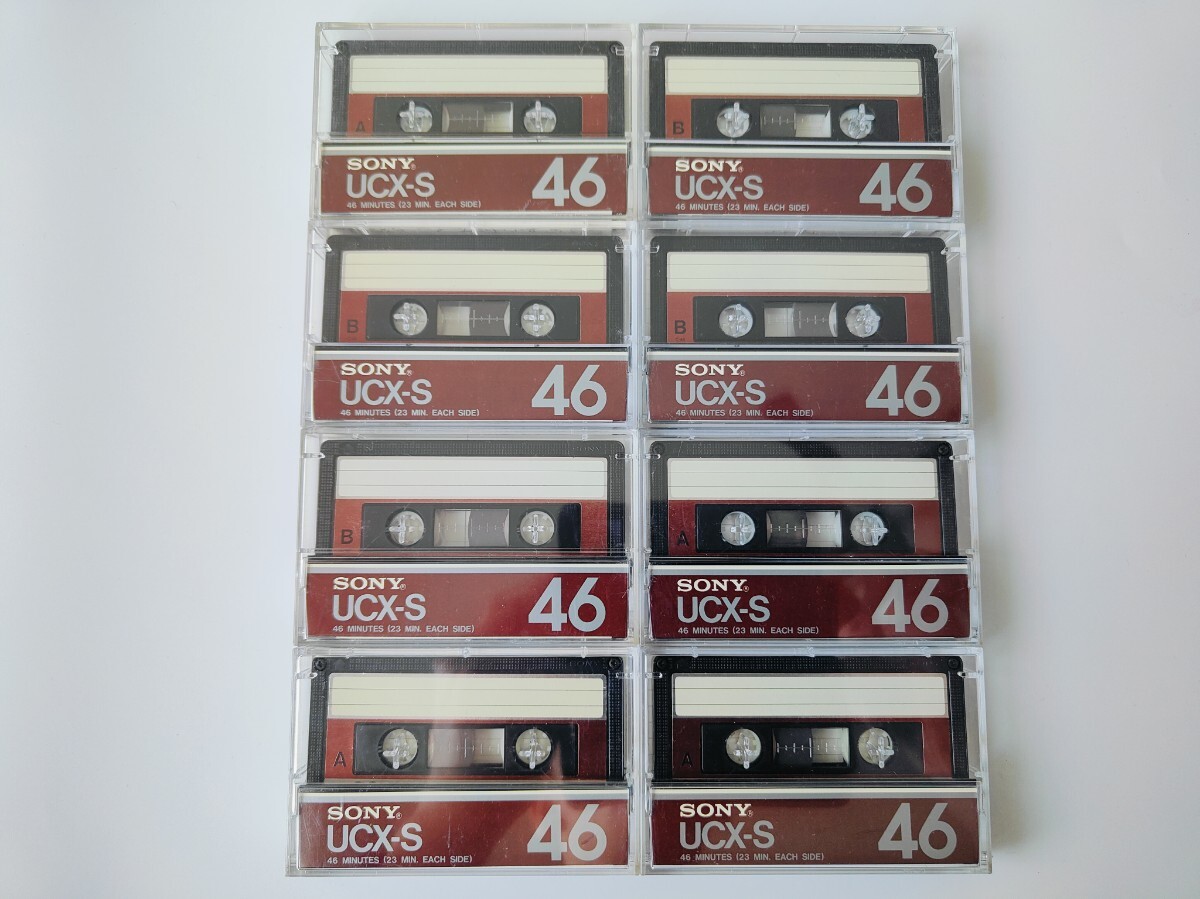 A
SONY®
UCX-S 46
46 MINUTES (23 MIN. EACH SIDE)
B
SONY®
UCX-S 46
46 MINUTES (23 MIN. EACH SIDE)
B
SONY®
UCX-S 46
46 MINUTES (23 MIN. EACH SIDE)
B
SONY®
UCX-S 46
46 MINUTES (23 MIN. EACH SIDE)
B
SONY®
UCX-S 46
46 MINUTES (23 MIN. EACH SIDE)
A
SONY®
UCX-S 46
46 MINUTES (23 MIN. EACH SIDE)
A
SONY®
UCX-S 46
46 MINUTES (23 MIN. EACH SIDE)
A
SONY®
UCX-S 46
46 MINUTES (23 MIN. EACH SIDE)